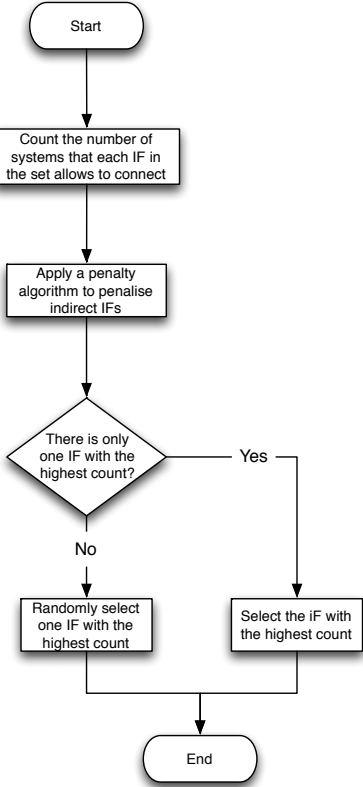 Start
Count the number of
systems that each IF in
the set allows to connect
Apply a penalty
algorithm to penalise
indirect IFs
There is only
one IF with the
highest count?
Yes
No
Randomly select
one IF with the
highest count
Select the iF with
the highest count
End